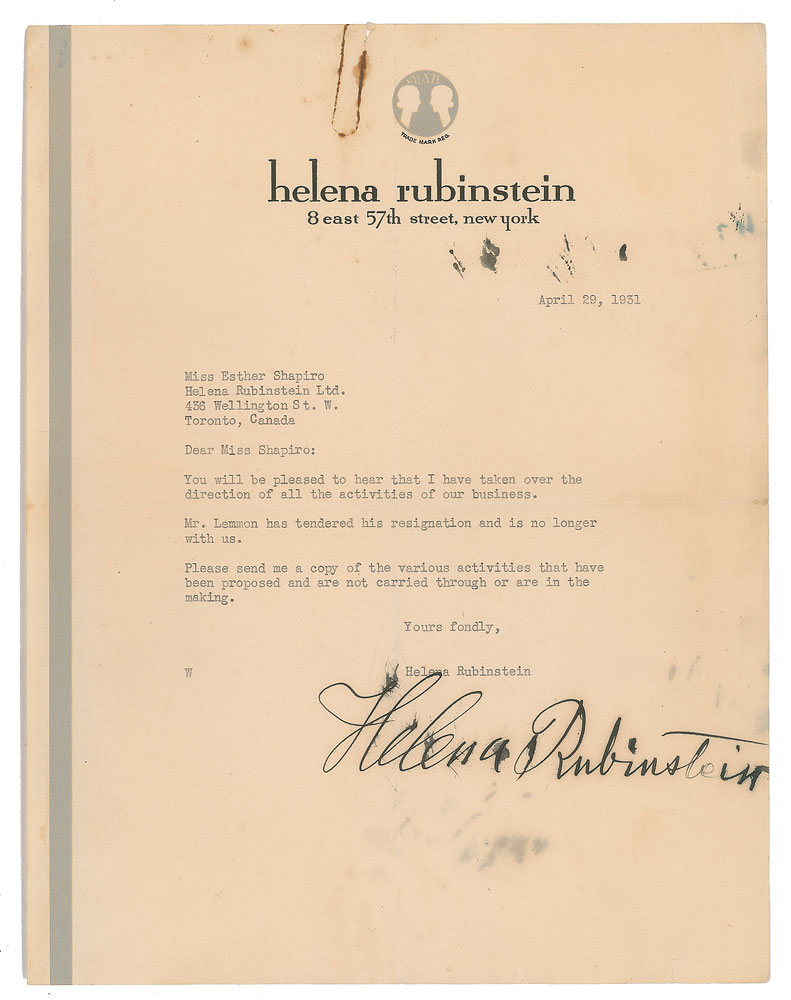 TRADE MARK REG.
helena rubinstein
8 east 57th street, new york
April 29, 1931
Miss Esther Shapiro
Helena Rubinstein Ltd.
436 Wellington St. W.
Toronto, Canada
Dear Miss Shapiro:
You will be pleased to hear that I have taken over the
direction of all the activities of our business.
Mr. Lemmon has tendered his resignation and is no longer
with us.
Please send me a copy of the various activities that have
been proposed and are not carried through or are in the
making.
Yours fondly,
W Helena Rubinstein
Helena Rubinstein